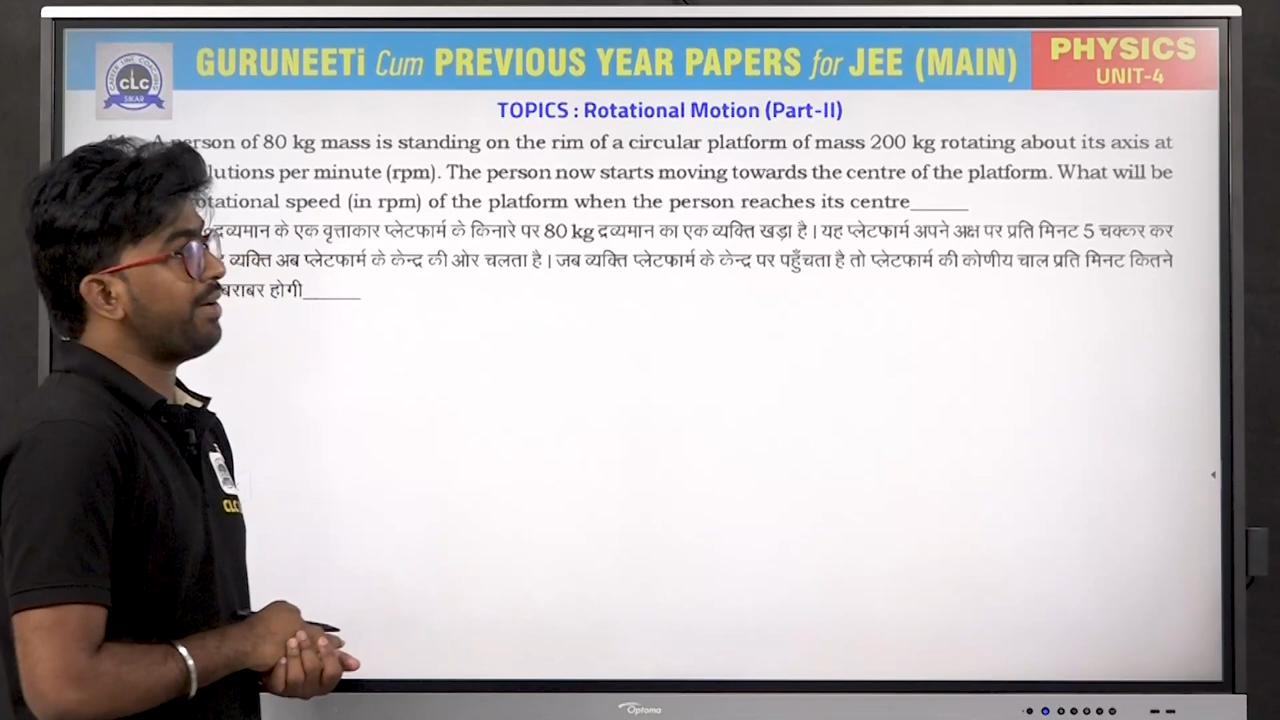 GURUNEETi Cum PREVIOUS YEAR PAPERS for JEE (MAIN)
PHYSICS
UNIT-4
CLC
SIKAR
TOPICS : Rotational Motion (Part-II)
of 80 kg mass is standing on the rim of a circular platform of mass 200 kg rotating about its axis at
per minute (rpm). The person now starts moving towards the centre of the platform. What will be
speed (in rpm) of the platform when the person reaches its centre______
द्रव्यमान के एक वृत्ताकार प्लेटफार्म के किनारे पर 80 kg द्रव्यमान का एक व्यक्ति खड़ा है। यह प्लेटफार्म अपने अक्ष पर प्रति मिनट 5 चक्कर कर
व्यक्ति अब प्लेटफार्म के केन्द्र की ओर चलता है। जब व्यक्ति प्लेटफार्म के केन्द्र पर पहुँचता है तो प्लेटफार्म की कोणीय चाल प्रति मिनट कितने
बराबर होगी______
CLC
Optoma